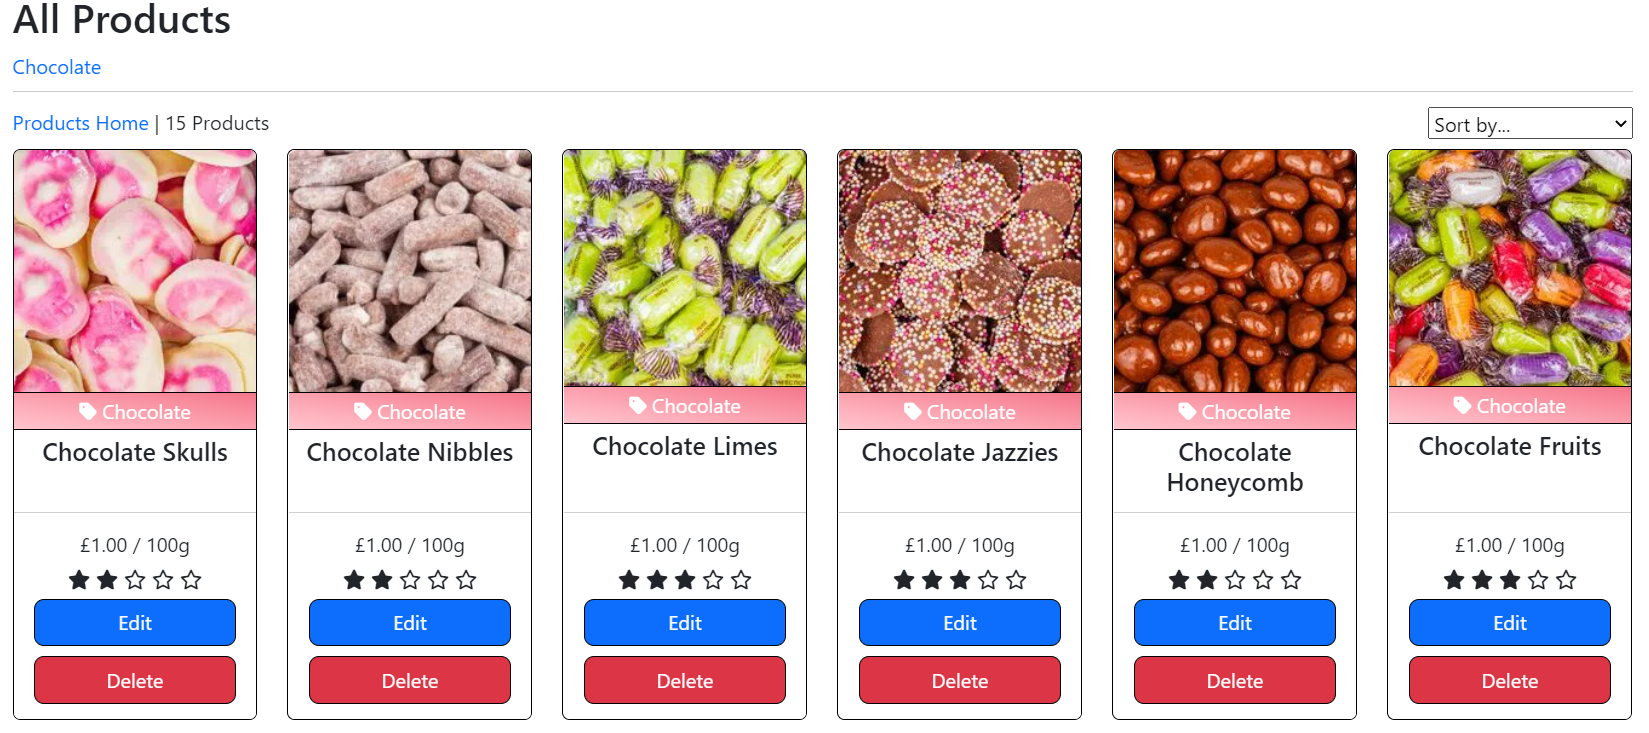 All Products
Chocolate
Products Home | 15 Products
Sort by...
Chocolate
Chocolate Skulls
£1.00 / 100g
Edit
Delete
Chocolate
Chocolate Nibbles
£1.00 / 100g
Edit
Delete
Chocolate
Chocolate Limes
£1.00 / 100g
Edit
Delete
Chocolate
Chocolate Jazzies
£1.00 / 100g
Edit
Delete
Chocolate
Chocolate
Honeycomb
£1.00 / 100g
Edit
Delete
Chocolate
Chocolate Fruits
£1.00 / 100g
Edit
Delete